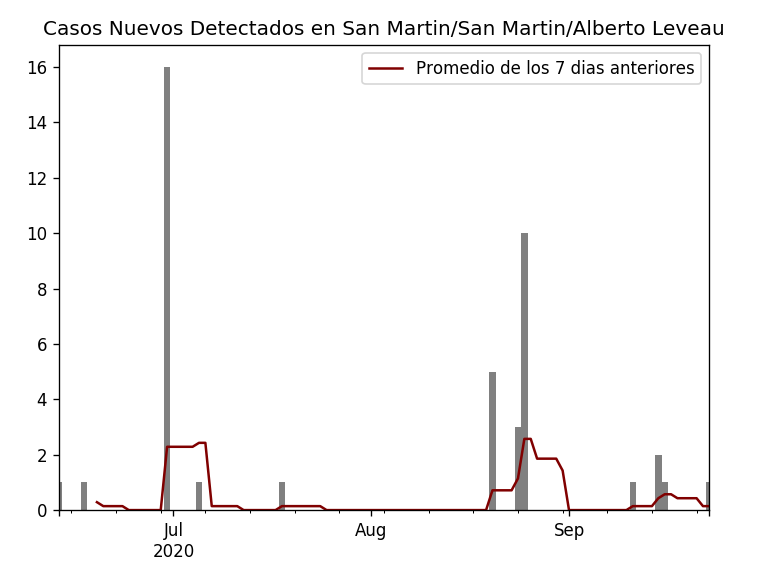 Casos Nuevos Detectados en San Martin/San Martin/Alberto Leveau
Promedio de los 7 dias anteriores
16
14
12
10
8
6
4
2
0
Jul
2020
Aug
Sep